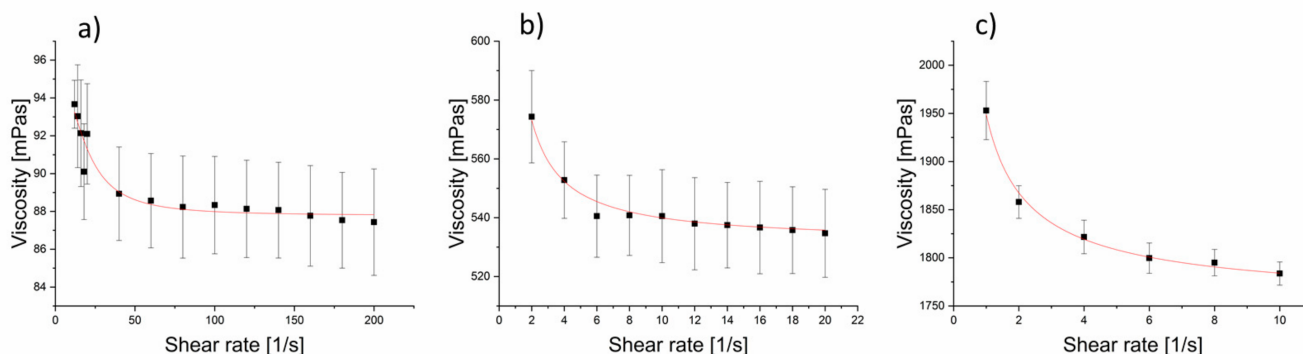 a)
96
94
92
90
88
86
84
Viscosity [mPas]
0 50 100 150 200
Shear rate [1/s]
b)
600
580
560
540
520
Viscosity [mPas]
0 2 4 6 8 10 12 14 16 18 20 22
Shear rate [1/s]
c)
2000
1950
1900
1850
1800
1750
Viscosity [mPas]
0 2 4 6 8 10
Shear rate [1/s]